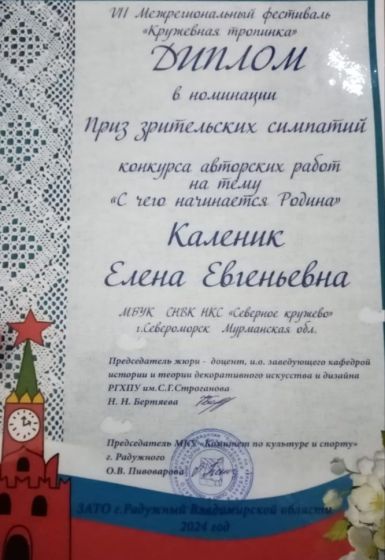 VII Межрегиональный фестиваль
«Кружевная тропинка»
ДИПЛОМ
в номинации
Приз зрительских симпатий
конкурса авторских работ
на тему
«С чего начинается Родина»
Каленик
Елена Евгеньевна
МБУК СНВК НКС «Северное кружево»
г.Североморск Мурманская обл.
Председатель жюри - доцент, и.о. заведующего кафедрой
истории и теории декоративного искусства и дизайна
РГХПУ им.С.Г.Строганова
Н. Н. Бертяева
Председатель МКУ «Комитет по культуре и спорту»
г. Радужного
О.В. Пивоварова
ЗАТО г.Радужный Владимирской области
2024 год